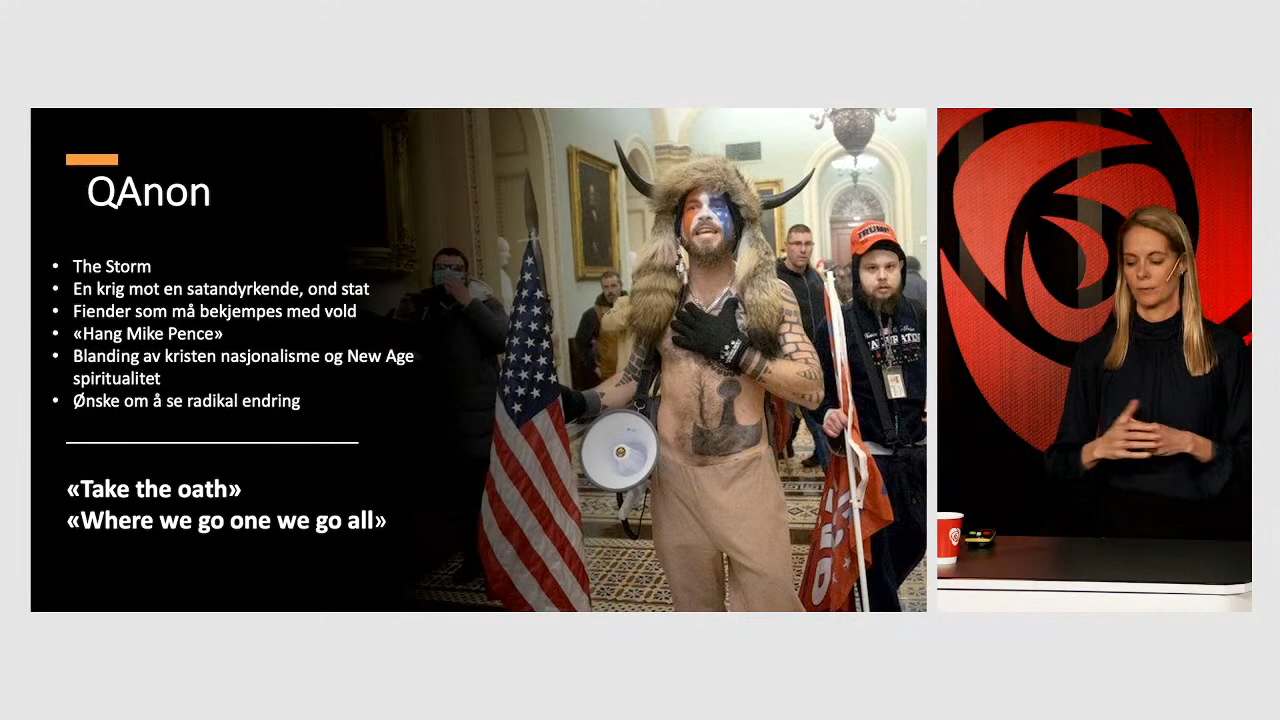 QAnon
• The Storm
• En krig mot en satandyrkende, ond stat
• Fiender som må bekjempes med vold
• «Hang Mike Pence»
• Blanding av kristen nasjonalisme og New Age
spiritualitet
• Ønske om å se radikal endring
«Take the oath»
«Where we go one we go all»
TRUMP